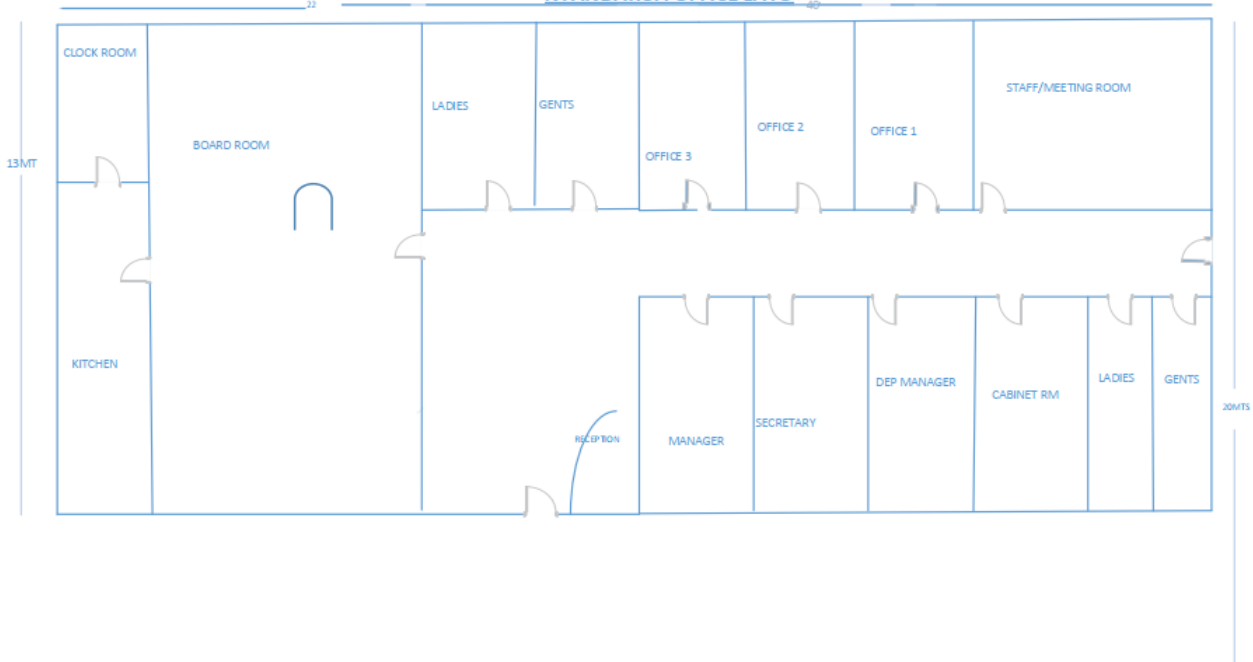 22
40
CLOCK ROOM
STAFF/MEETING ROOM
LADIES
GENTS
OFFICE 2
OFFICE 1
BOARD ROOM
OFFICE 3
13MT
KITCHEN
LADIES
GENTS
DEP MANAGER
CABINET RM
20MTS
SECRETARY
RECEPTION
MANAGER